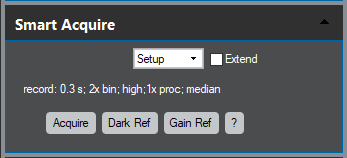 Smart Acquire
Setup Extend
record: 0.3 s; 2x bin; high;1x proc; median
Acquire Dark Ref Gain Ref ?